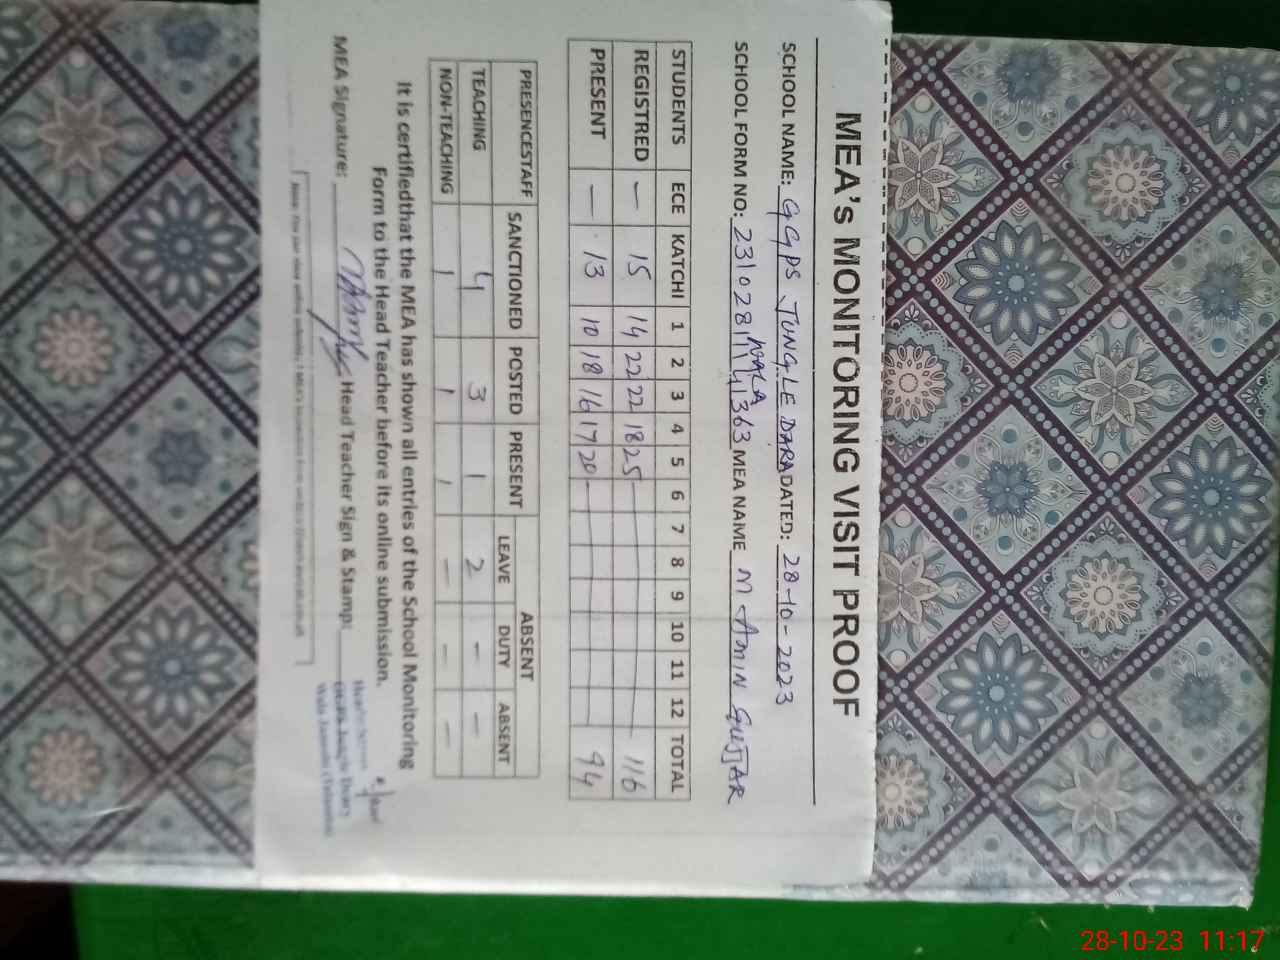 MEA's MONITORING VISIT PROOF
SCHOOL NAME: GGPS JUNGLE DARA DATED: 28-10-2023
WALA
SCHOOL FORM NO: 23102811,1363 MEA NAME M AMIN GUJJAR
STUDENTS ECE KATCHI 1 2 3 4 5 6 7 8 9 10 11 12 TOTAL
REGISTRED — 15 14 22 22 18 25 — 116
PRESENT — 13 10 18 16 17 20 — 94
PRESENCESTAFF SANCTIONED POSTED PRESENT ABSENT
LEAVE DUTY ABSENT
TEACHING 4 3 1 2 — —
NON-TEACHING 1 1 1 — — —
It is certifiedthat the MEA has shown all entries of the School Monitoring
Form to the Head Teacher before its online submission.
MEA Signature: Head Teacher Sign & Stamp:
28-10-23 11:17